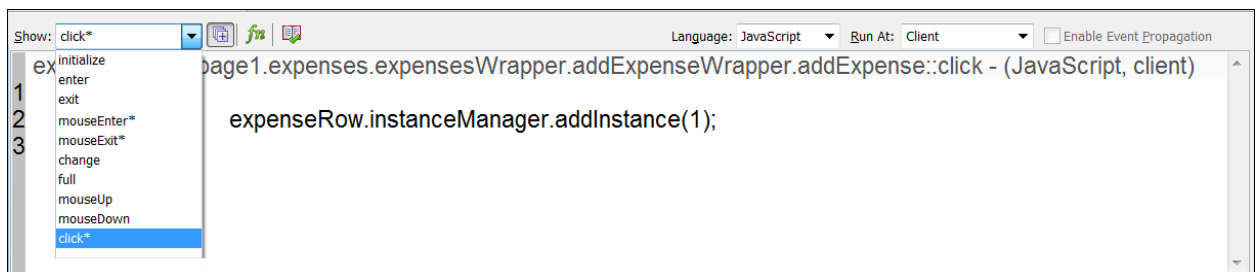 Show: click* fn Language: JavaScript Run At: Client Enable Event Propagation
ex page1.expenses.expensesWrapper.addExpenseWrapper.addExpense::click - (JavaScript, client)
1
2 expenseRow.instanceManager.addInstance(1);
3
initialize
enter
exit
mouseEnter*
mouseExit*
change
full
mouseUp
mouseDown
click*